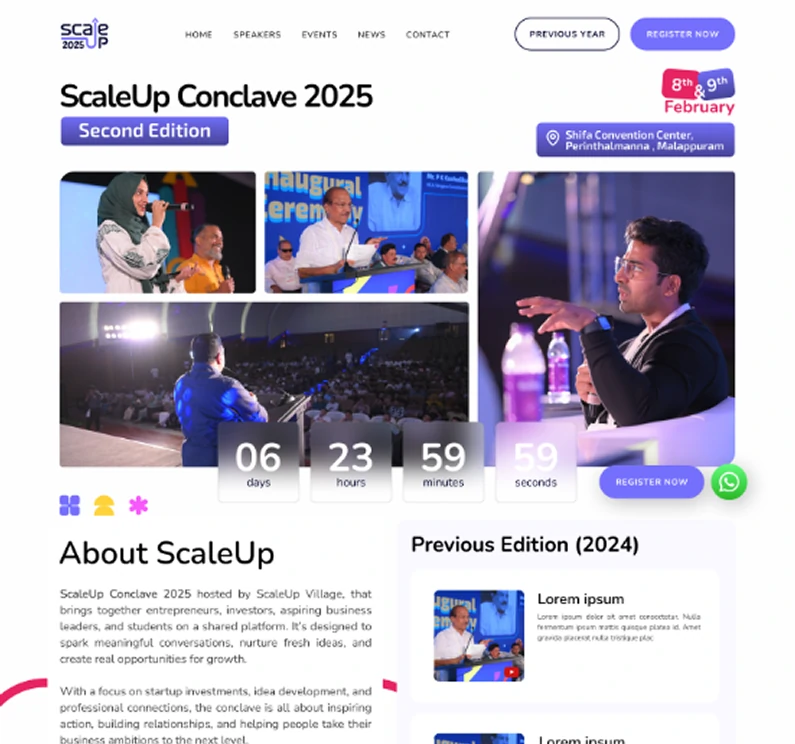 scale
2025 UP
HOME
SPEAKERS
EVENTS
NEWS
CONTACT
PREVIOUS YEAR
REGISTER NOW
ScaleUp Conclave 2025
Second Edition
8th & 9th
February
Shifa Convention Center,
Perinthalmanna , Malappuram
06
days
23
hours
59
minutes
59
seconds
REGISTER NOW
About ScaleUp
ScaleUp Conclave 2025 hosted by ScaleUp Village, that
brings together entrepreneurs, investors, aspiring business
leaders, and students on a shared platform. It's designed to
spark meaningful conversations, nurture fresh ideas, and
create real opportunities for growth.
With a focus on startup investments, idea development, and
professional connections, the conclave is all about inspiring
action, building relationships, and helping people take their
business ambitions to the next level.
Previous Edition (2024)
Lorem ipsum
Lorem ipsum dolor sit amet consectetur. Nulla
fermentum ipsum mattis quisque platea id. Amet
gravida placerat nulla tristique plac
Lorem ipsum